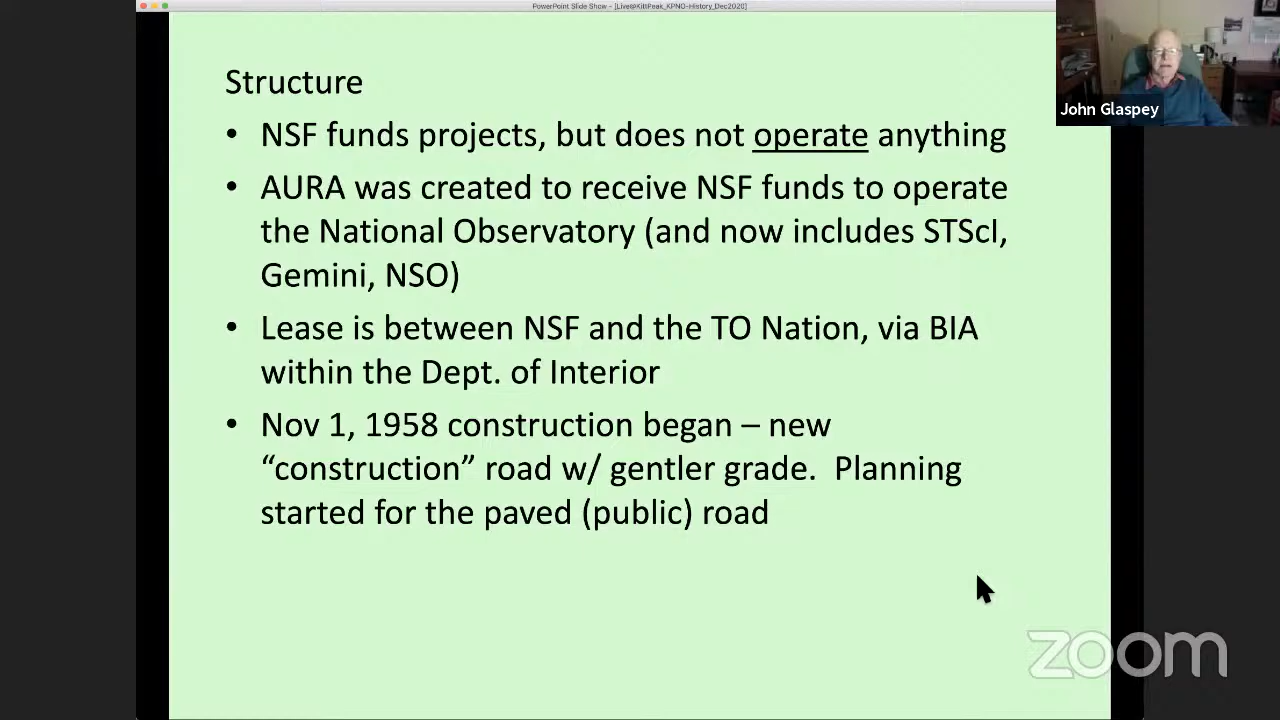 PowerPoint Slide Show - [Live@KittPeak_KPNO-History_Dec2020]
Structure
• NSF funds projects, but does not operate anything
• AURA was created to receive NSF funds to operate
the National Observatory (and now includes STScI,
Gemini, NSO)
• Lease is between NSF and the TO Nation, via BIA
within the Dept. of Interior
• Nov 1, 1958 construction began – new
“construction” road w/ gentler grade.  Planning
started for the paved (public) road
John Glaspey
zoom